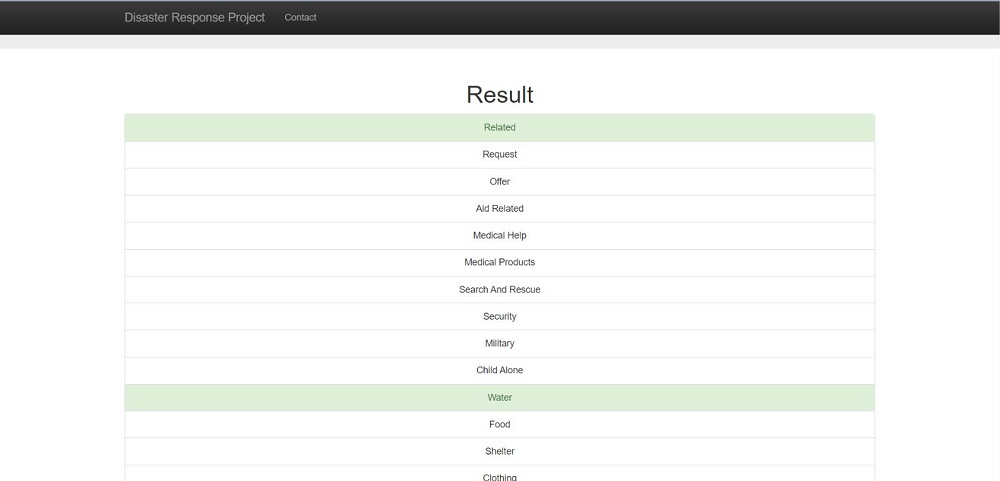 Disaster Response Project Contact
Result
Related
Request
Offer
Aid Related
Medical Help
Medical Products
Search And Rescue
Security
Military
Child Alone
Water
Food
Shelter
Clothing